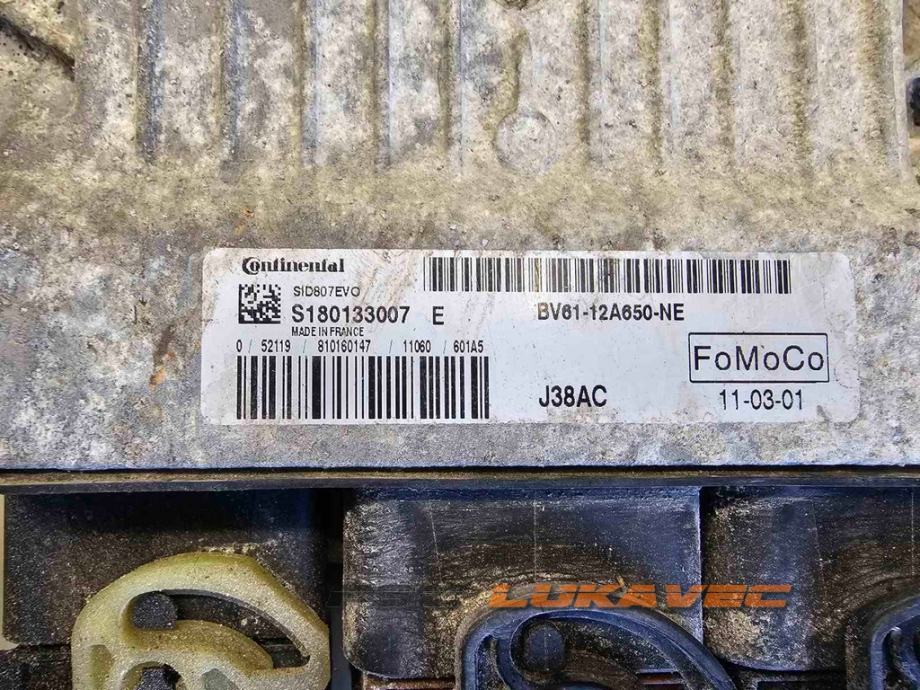 Continental
SID807EVO
S180133007 E
BV61-12A650-NE
MADE IN FRANCE
0 / 52119 / 810160147 / 11060 / 601A5
FoMoCo
J38AC
11-03-01
LUKAVEC